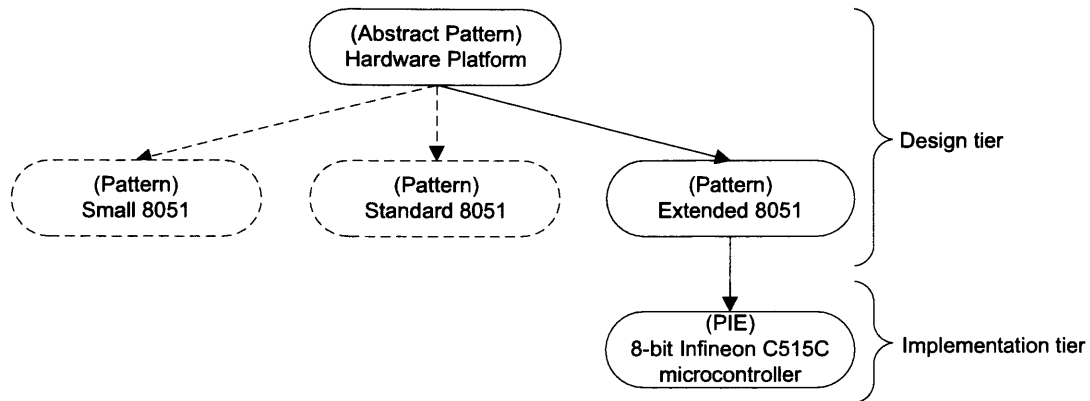 (Abstract Pattern)
Hardware Platform
Design tier
(Pattern)
Small 8051
(Pattern)
Standard 8051
(Pattern)
Extended 8051
(PIE)
8-bit Infineon C515C
microcontroller
Implementation tier